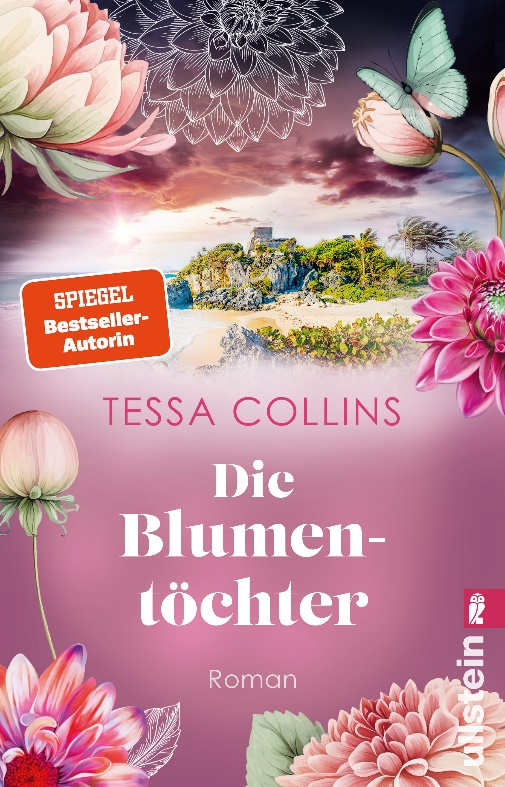 SPIEGEL
Bestseller-
Autorin
TESSA COLLINS
Die
Blumen-
töchter
Roman
ullstein